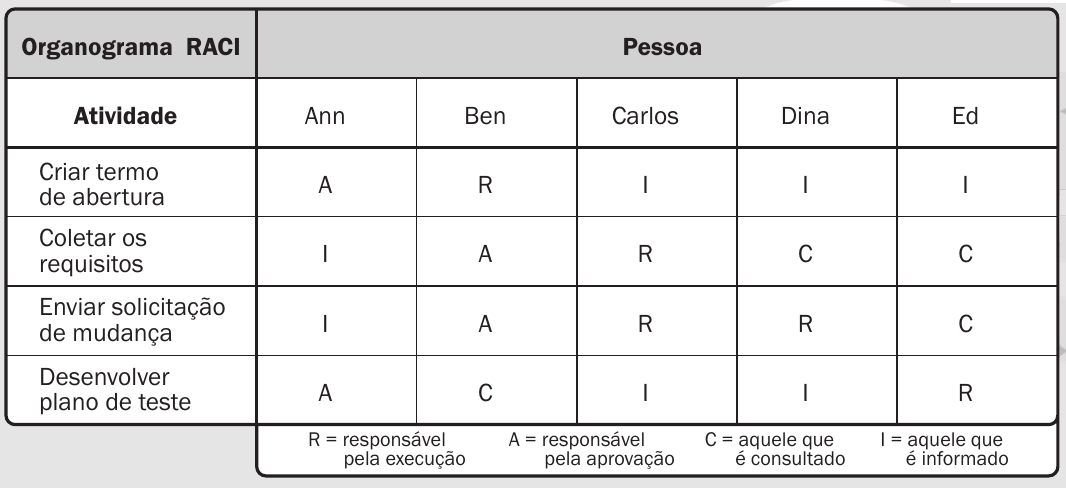 Organograma RACI Pessoa
Atividade Ann Ben Carlos Dina Ed
Criar termo
de abertura A R I I I
Coletar os
requisitos I A R C C
Enviar solicitação
de mudança I A R R C
Desenvolver
plano de teste A C I I R
R = responsável A = responsável C = aquele que I = aquele que
pela execução pela aprovação é consultado é informado